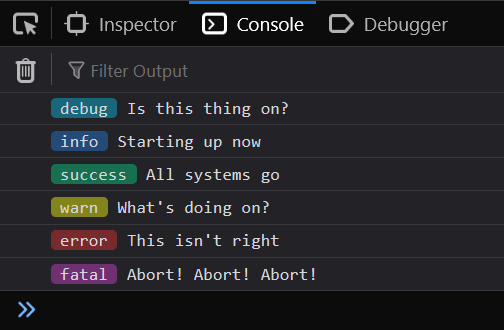 Inspector Console Debugger
Filter Output
debug Is this thing on?
info Starting up now
success All systems go
warn What's doing on?
error This isn't right
fatal Abort! Abort! Abort!